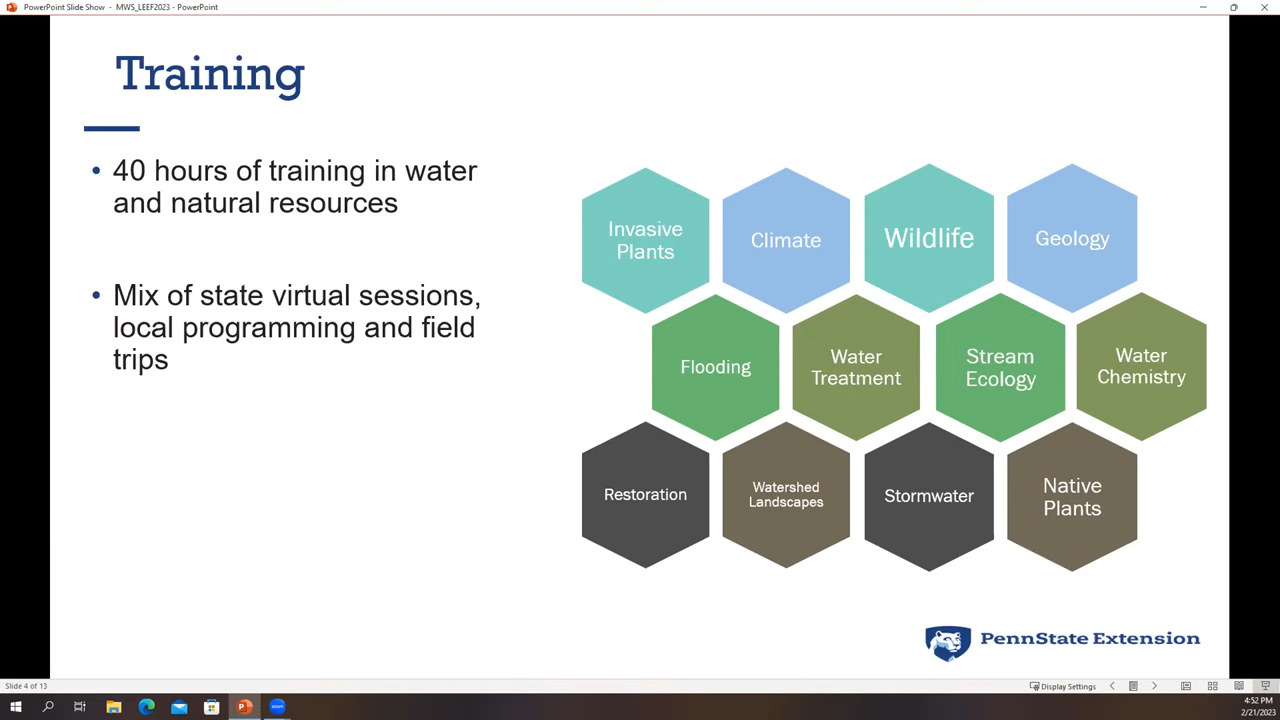 PowerPoint Slide Show - MWS_LEEF2023 - PowerPoint
Training
• 40 hours of training in water
and natural resources
• Mix of state virtual sessions,
local programming and field
trips
Invasive
Plants
Climate
Wildlife
Geology
Flooding
Water
Treatment
Stream
Ecology
Water
Chemistry
Restoration
Watershed
Landscapes
Stormwater
Native
Plants
PennState Extension
Slide 4 of 13
Display Settings
zoom
4:52 PM
2/21/2023